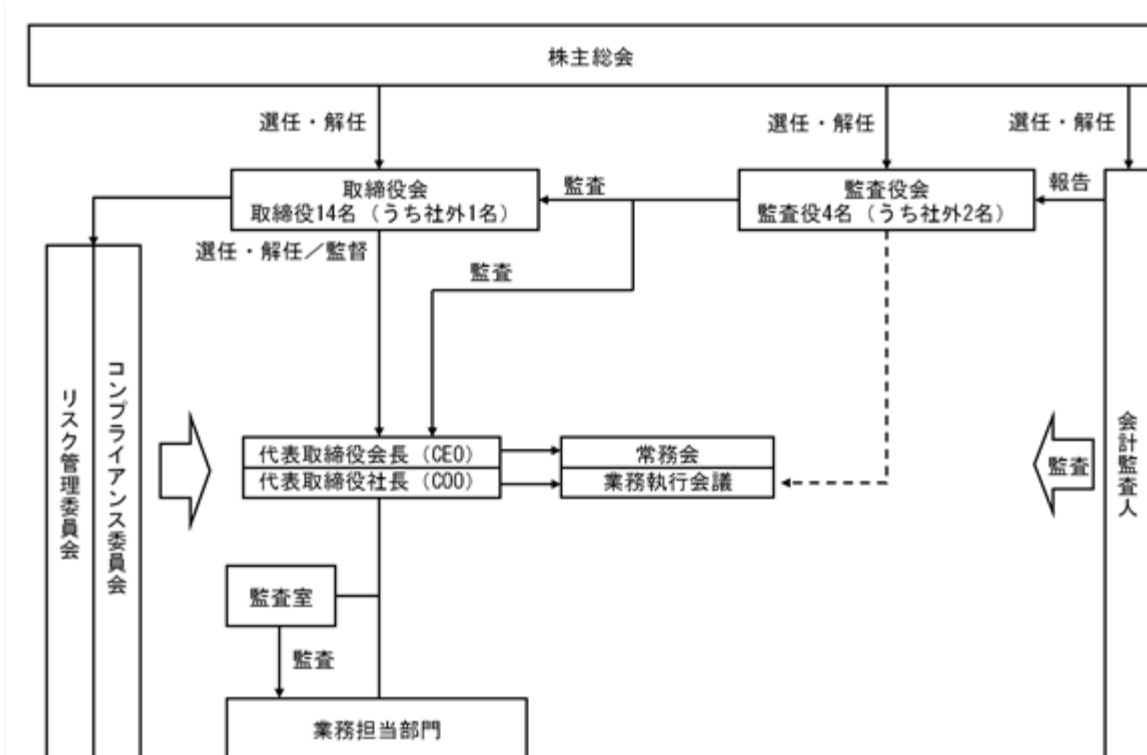 株主総会
選任・解任
選任・解任
選任・解任
取締役会
取締役14名（うち社外1名）
監査
監査役会
監査役4名（うち社外2名）
報告
選任・解任／監督
監査
リスク管理委員会
コンプライアンス委員会
代表取締役会長（CEO）
代表取締役社長（COO）
常務会
業務執行会議
監査
会計監査人
監査室
監査
業務担当部門